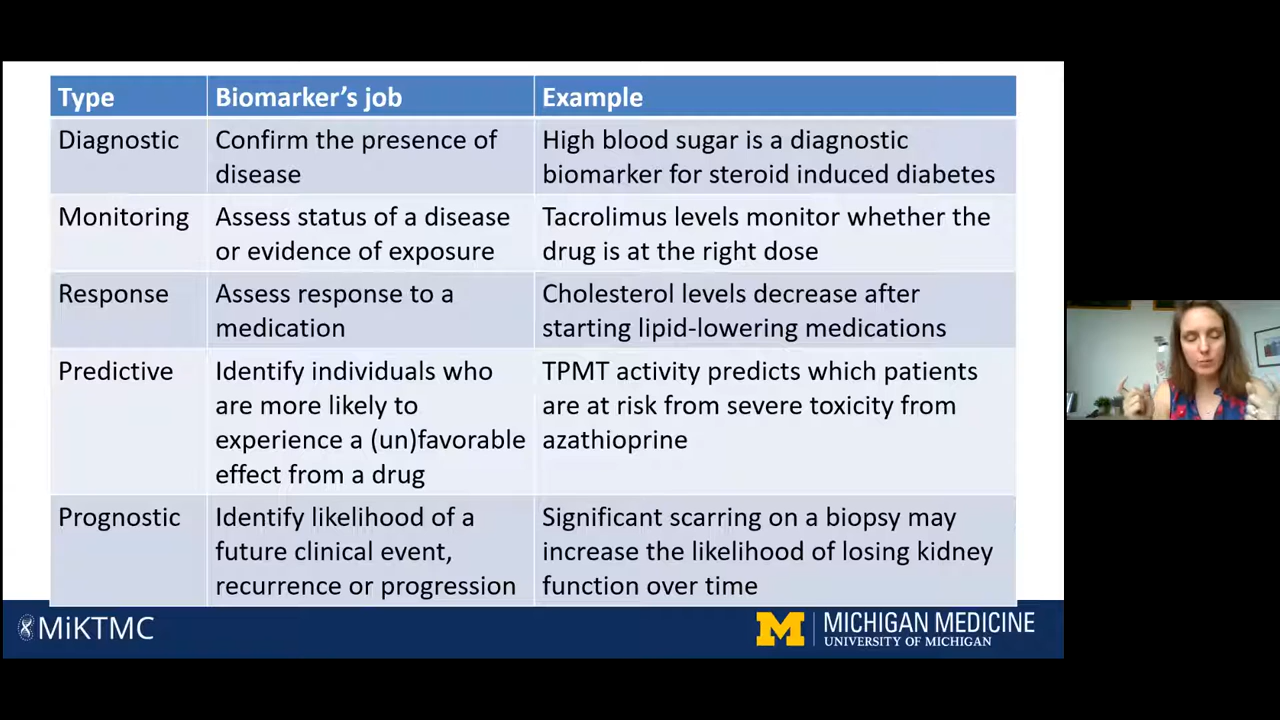 Type
Biomarker's job
Example
Diagnostic
Confirm the presence of
disease
High blood sugar is a diagnostic
biomarker for steroid induced diabetes
Monitoring
Assess status of a disease
or evidence of exposure
Tacrolimus levels monitor whether the
drug is at the right dose
Response
Assess response to a
medication
Cholesterol levels decrease after
starting lipid-lowering medications
Predictive
Identify individuals who
are more likely to
experience a (un)favorable
effect from a drug
TPMT activity predicts which patients
are at risk from severe toxicity from
azathioprine
Prognostic
Identify likelihood of a
future clinical event,
recurrence or progression
Significant scarring on a biopsy may
increase the likelihood of losing kidney
function over time
MiKTMC
M
MICHIGAN MEDICINE
UNIVERSITY OF MICHIGAN